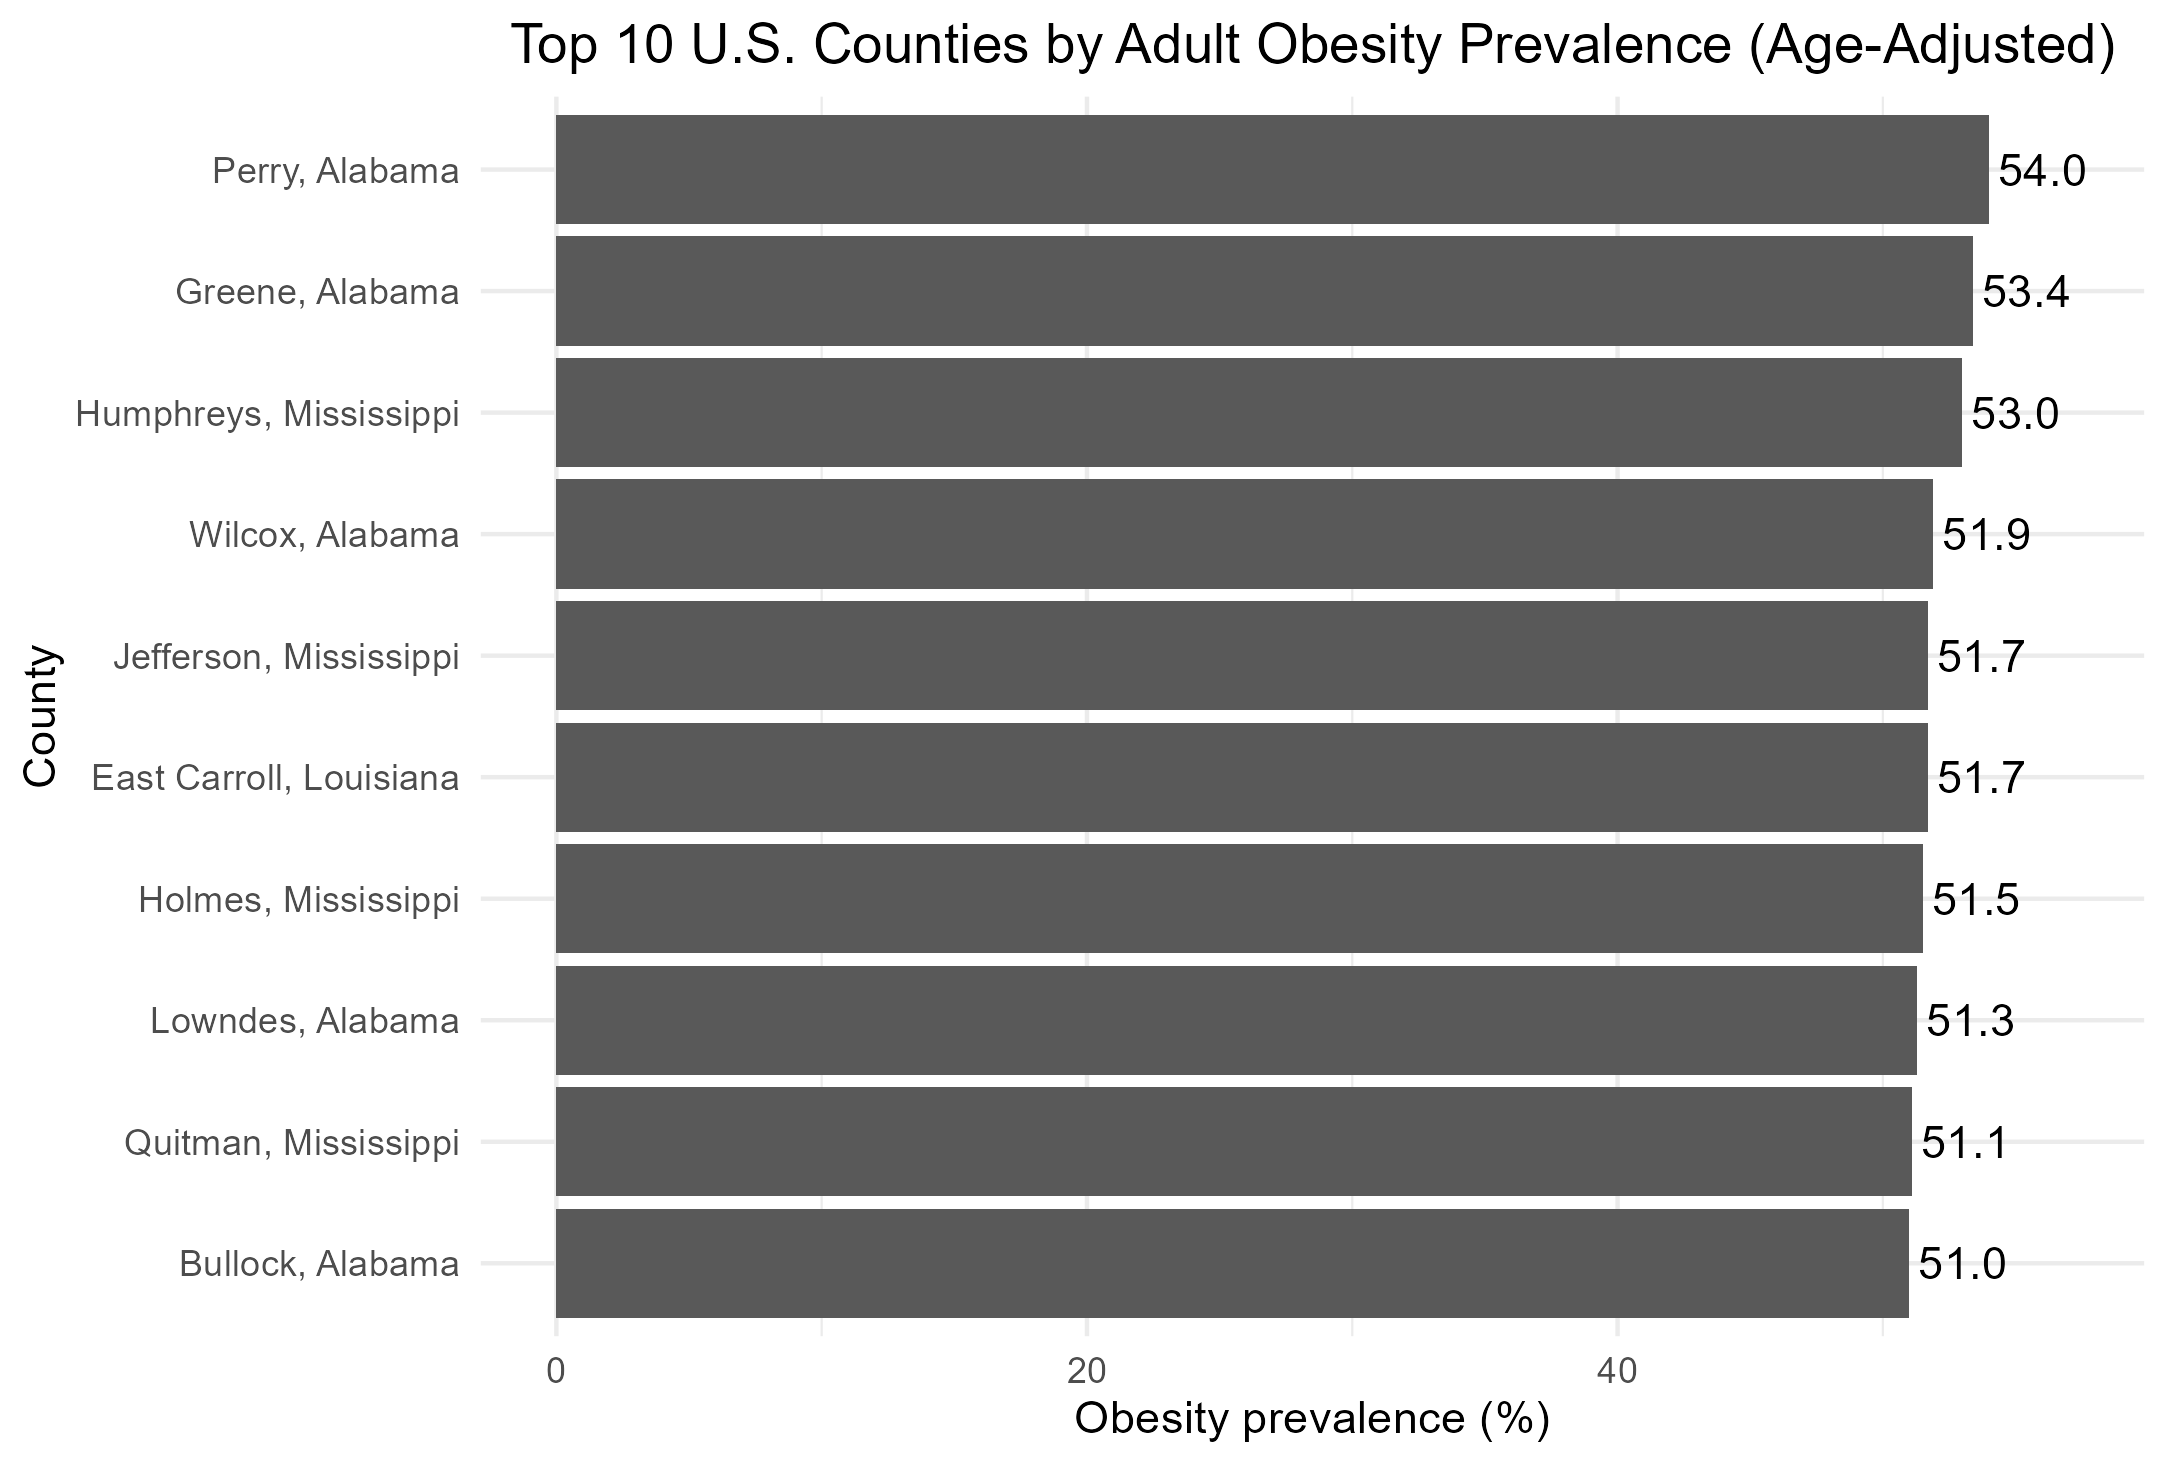 Top 10 U.S. Counties by Adult Obesity Prevalence (Age-Adjusted)
County
Perry, Alabama 54.0
Greene, Alabama 53.4
Humphreys, Mississippi 53.0
Wilcox, Alabama 51.9
Jefferson, Mississippi 51.7
East Carroll, Louisiana 51.7
Holmes, Mississippi 51.5
Lowndes, Alabama 51.3
Quitman, Mississippi 51.1
Bullock, Alabama 51.0
0 20 40
Obesity prevalence (%)